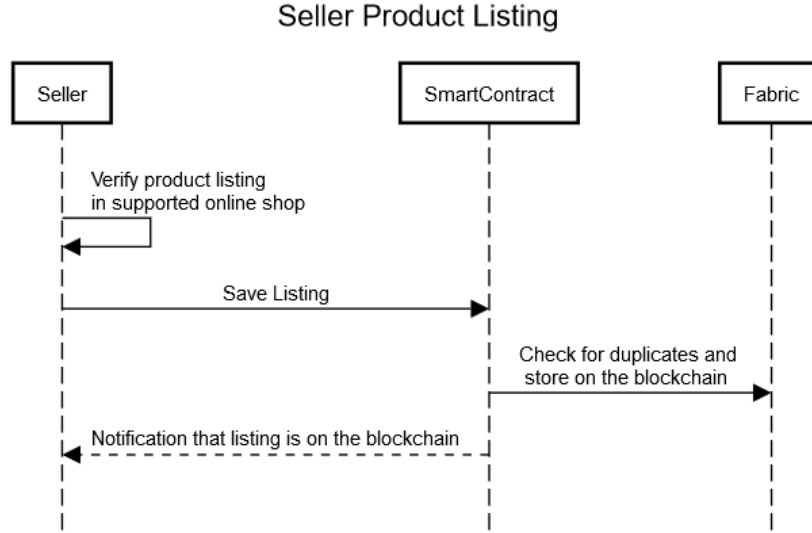 Seller Product Listing
Seller
SmartContract
Fabric
Verify product listing
in supported online shop
Save Listing
Check for duplicates and
store on the blockchain
Notification that listing is on the blockchain